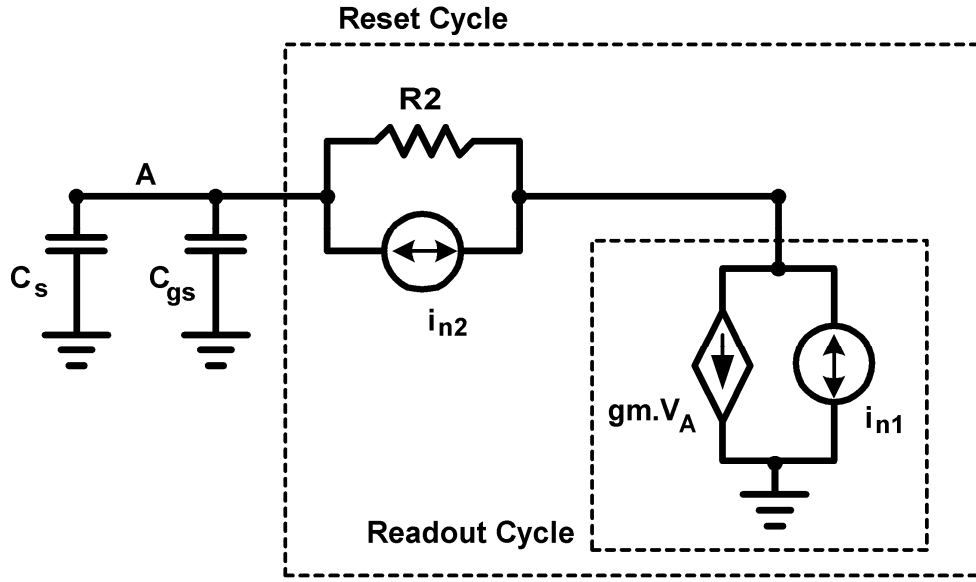 Reset Cycle
R2
A
Cs
Cgs
in2
gm.VA
in1
Readout Cycle